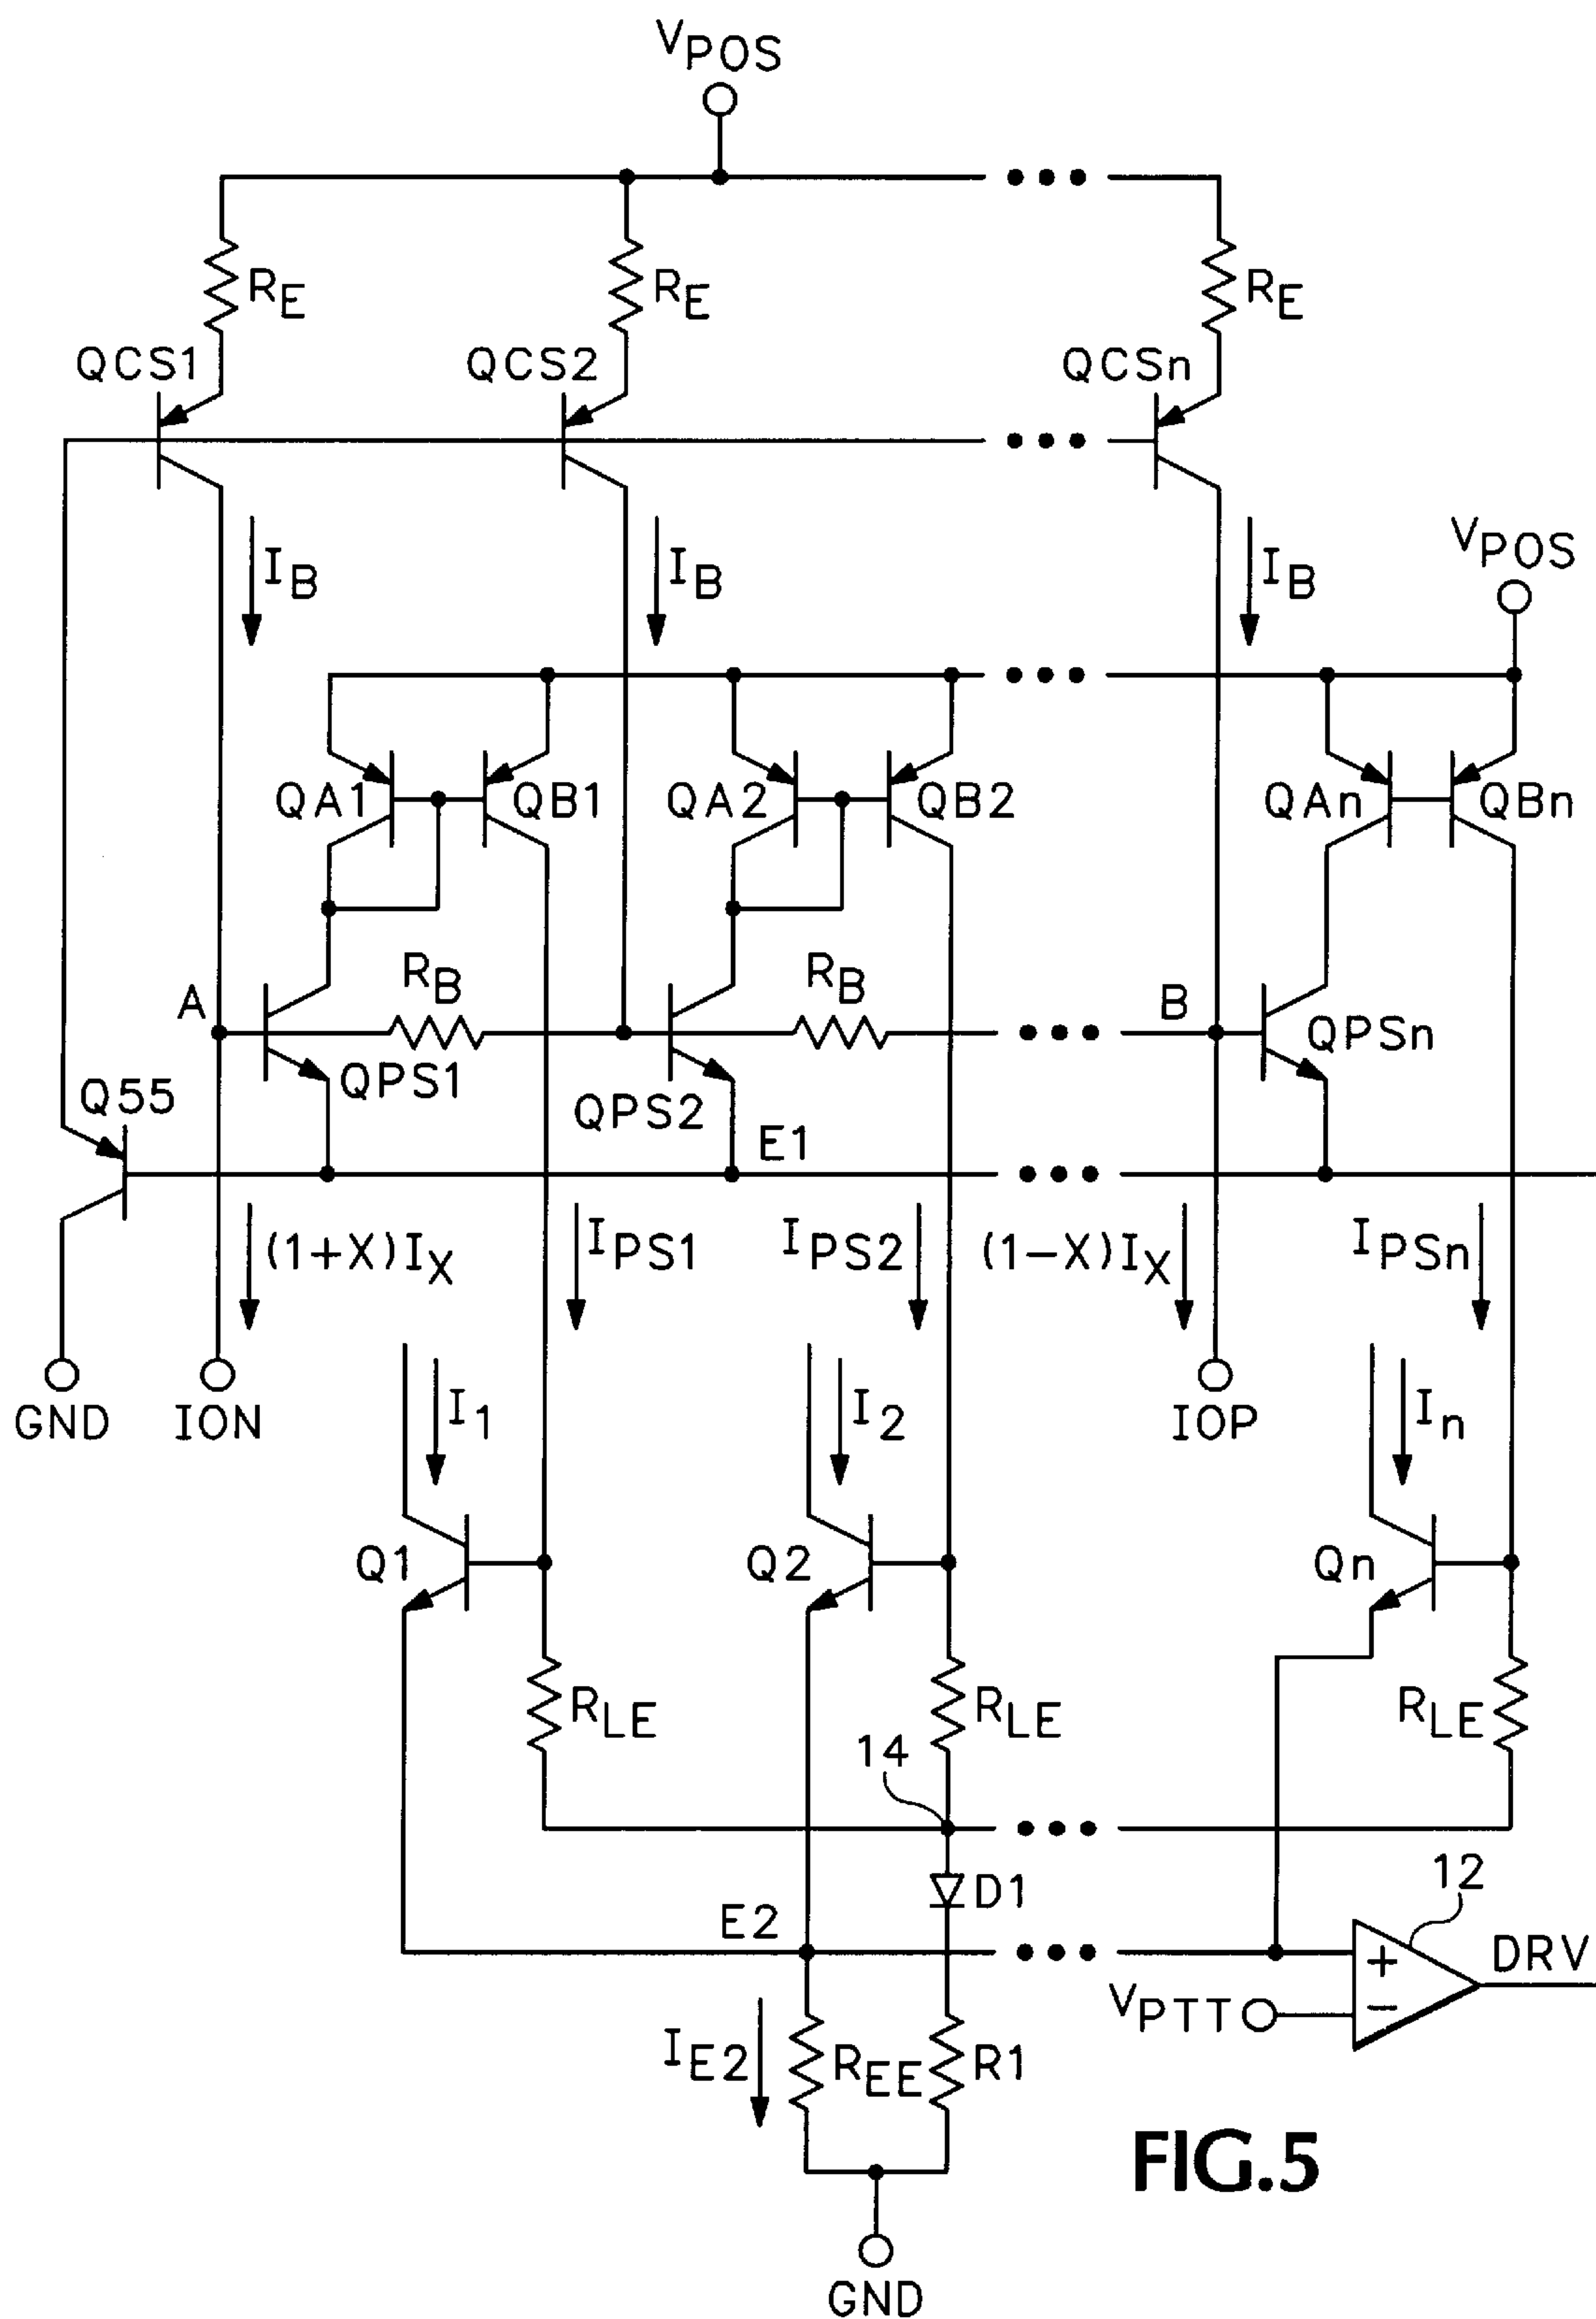 VPOS
RE RE RE
QCS1 QCS2 QCSn
IB IB IB VPOS
QA1 QB1 QA2 QB2 QAn QBn
A RB RB B
QPS1 QPS2 QPSn
Q55 E1
(1+X)IX IPS1 IPS2 (1−X)IX IPSn
GND ION I1 I2 IOP In
Q1 Q2 Qn
RLE RLE RLE
14
D1 12
E2 + DRV
VPTT −
IE2 REE R1
FIG.5
GND